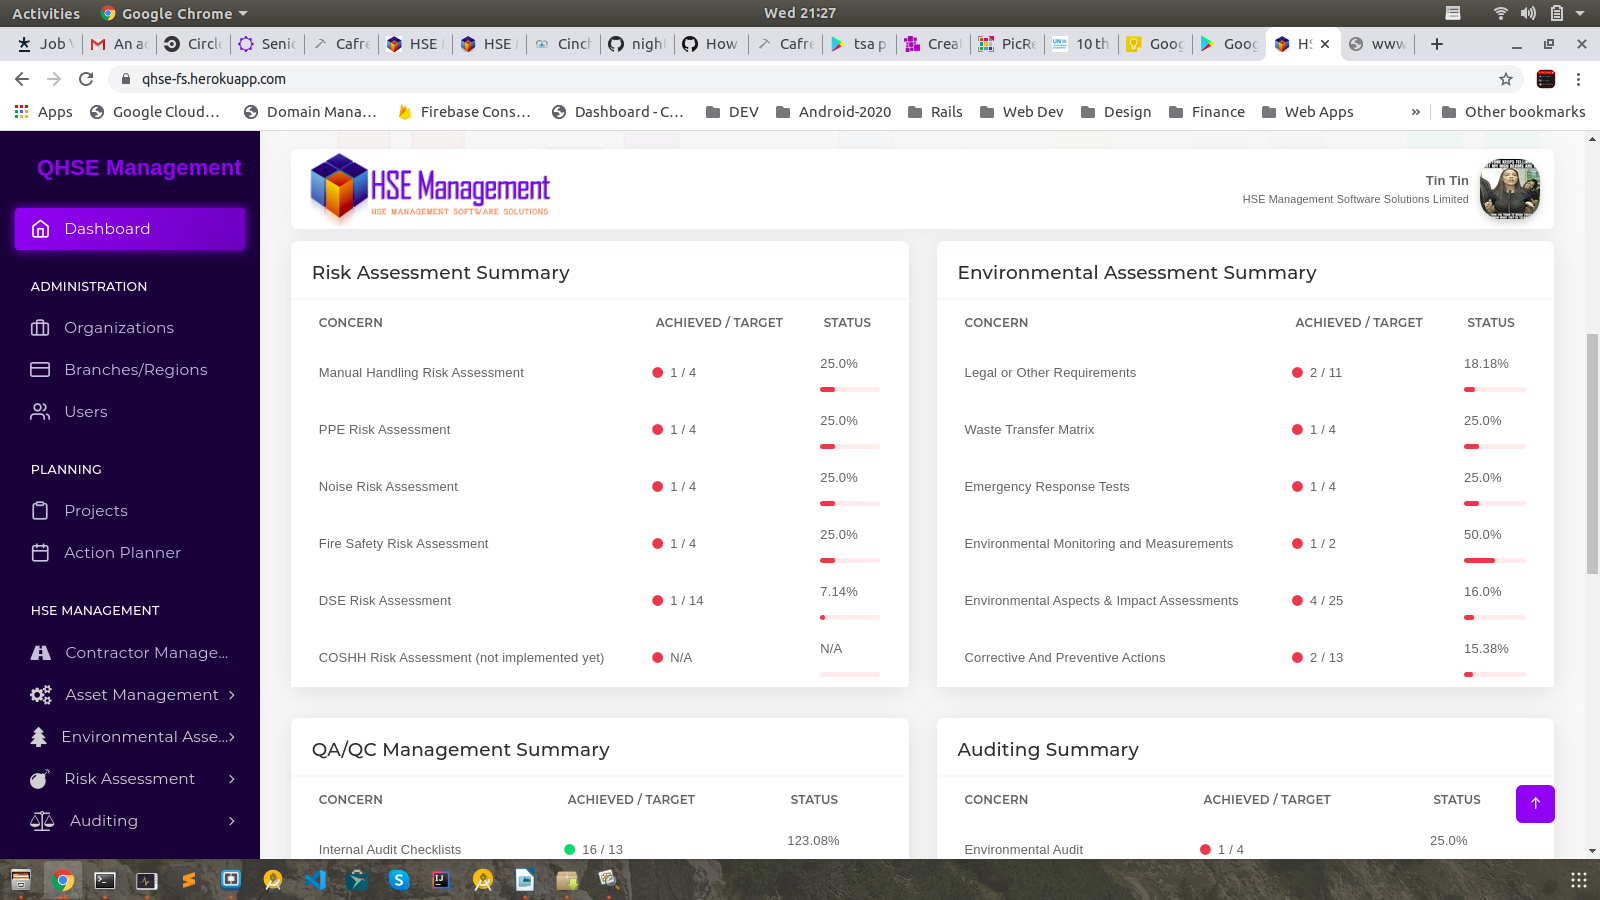 Activities
Google Chrome
Wed 21:27
Job
An ac
Circle
Senio
Cafre
HSE
HSE
Cinch
nigh
How
Cafre
tsa p
Crea
PicRe
10 th
Goog
Goog
HS
www
qhse-fs.herokuapp.com
Apps
Google Cloud...
Domain Mana...
Firebase Cons...
Dashboard - C...
DEV
Android-2020
Rails
Web Dev
Design
Finance
Web Apps
»
Other bookmarks
QHSE Management
Dashboard
ADMINISTRATION
Organizations
Branches/Regions
Users
PLANNING
Projects
Action Planner
HSE MANAGEMENT
Contractor Manage...
Asset Management
Environmental Asse...
Risk Assessment
Auditing
HSE Management
HSE MANAGEMENT SOFTWARE SOLUTIONS
Tin Tin
HSE Management Software Solutions Limited
Risk Assessment Summary
CONCERN ACHIEVED / TARGET STATUS
Manual Handling Risk Assessment 1 / 4 25.0%
PPE Risk Assessment 1 / 4 25.0%
Noise Risk Assessment 1 / 4 25.0%
Fire Safety Risk Assessment 1 / 4 25.0%
DSE Risk Assessment 1 / 14 7.14%
COSHH Risk Assessment (not implemented yet) N/A N/A
Environmental Assessment Summary
CONCERN ACHIEVED / TARGET STATUS
Legal or Other Requirements 2 / 11 18.18%
Waste Transfer Matrix 1 / 4 25.0%
Emergency Response Tests 1 / 4 25.0%
Environmental Monitoring and Measurements 1 / 2 50.0%
Environmental Aspects & Impact Assessments 4 / 25 16.0%
Corrective And Preventive Actions 2 / 13 15.38%
QA/QC Management Summary
CONCERN ACHIEVED / TARGET STATUS
Internal Audit Checklists 16 / 13 123.08%
Auditing Summary
CONCERN ACHIEVED / TARGET STATUS
Environmental Audit 1 / 4 25.0%